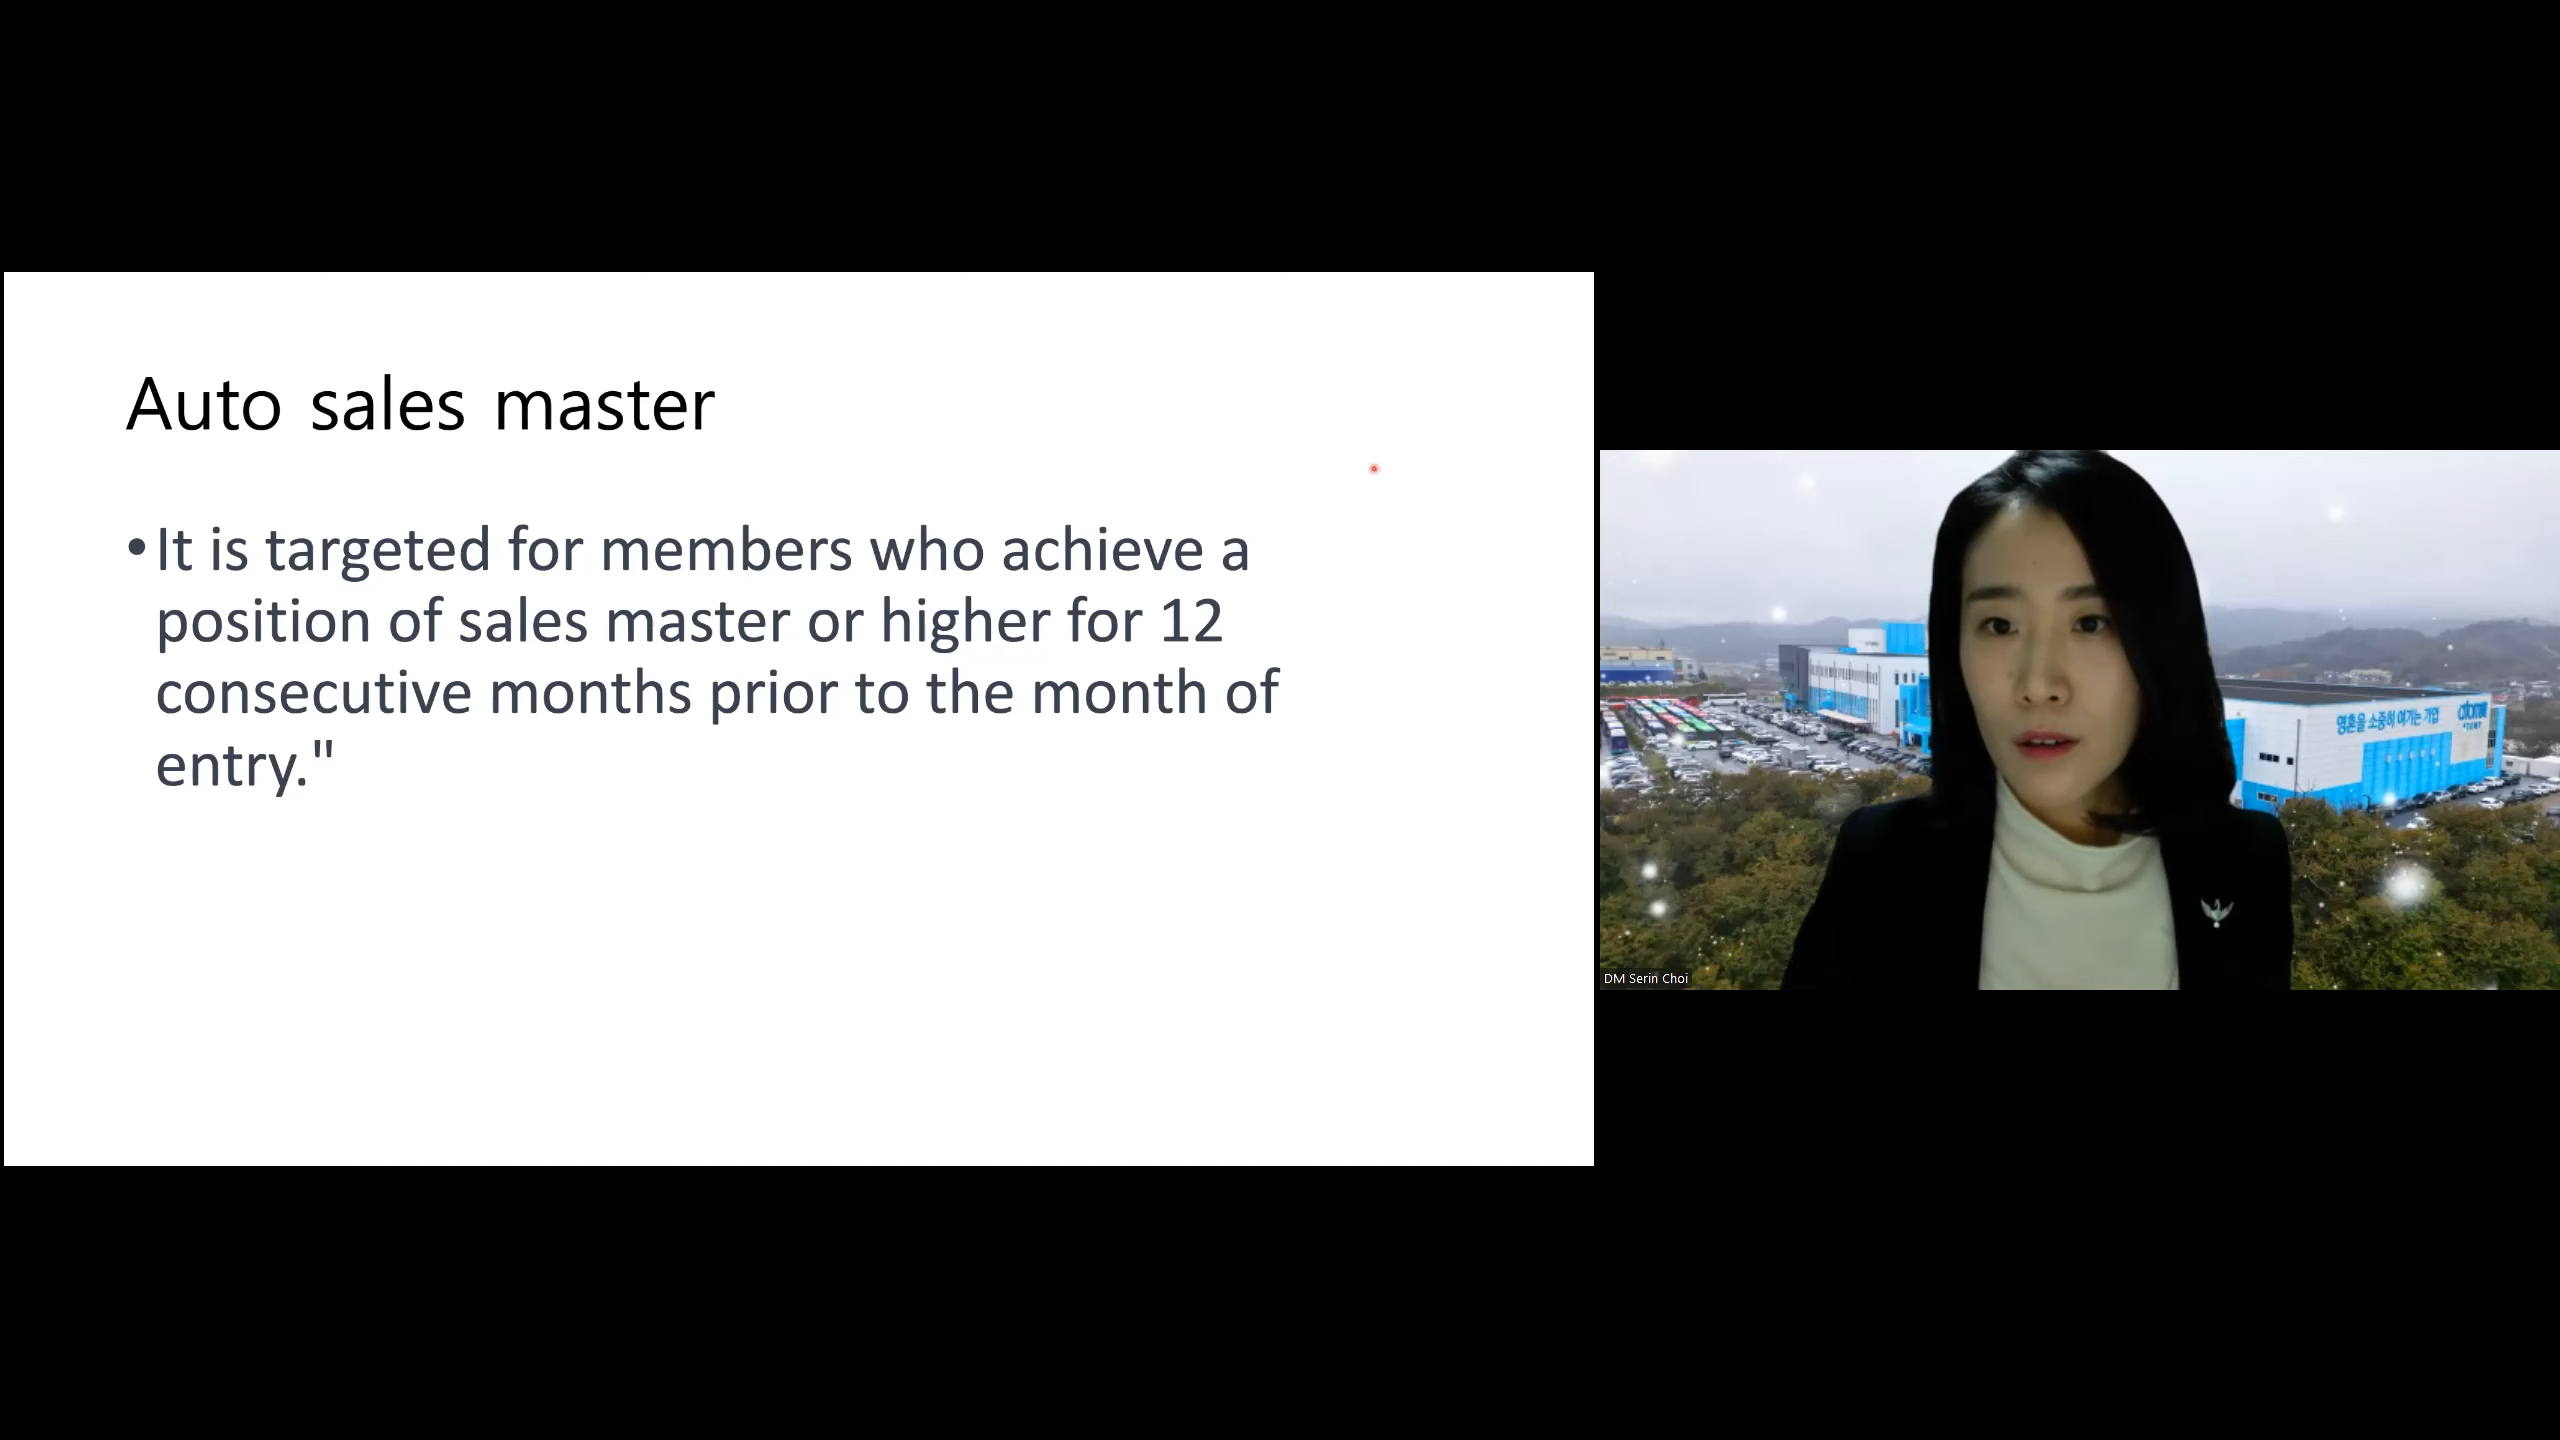 Auto sales master
•It is targeted for members who achieve a
position of sales master or higher for 12
consecutive months prior to the month of
entry."
영혼을 소중히 여기는 기업
atomy
DM Serin Choi